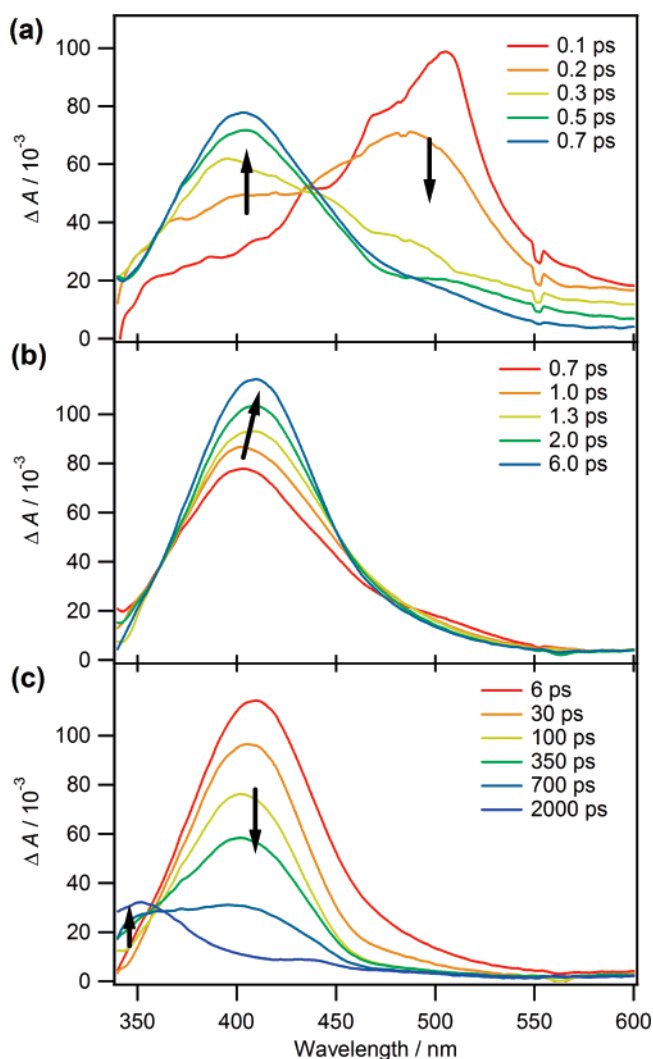 (a)
Δ A / 10⁻³
100
80
60
40
20
0
0.1 ps
0.2 ps
0.3 ps
0.5 ps
0.7 ps
(b)
Δ A / 10⁻³
100
80
60
40
20
0
0.7 ps
1.0 ps
1.3 ps
2.0 ps
6.0 ps
(c)
Δ A / 10⁻³
100
80
60
40
20
0
6 ps
30 ps
100 ps
350 ps
700 ps
2000 ps
350 400 450 500 550 600
Wavelength / nm